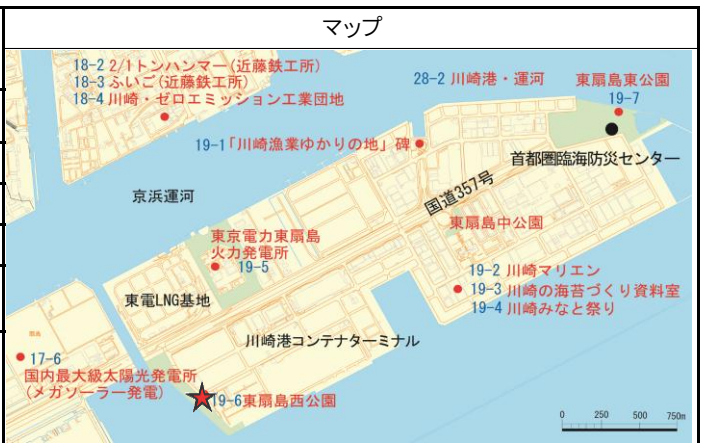 マップ
18-2 2/1トンハンマー(近藤鉄工所)
18-3 ふいご(近藤鉄工所)
18-4 川崎・ゼロエミッション工業団地
28-2 川崎港・運河
東扇島東公園
19-7
19-1「川崎漁業ゆかりの地」碑
首都圏臨海防災センター
国道357号
京浜運河
東扇島中公園
東京電力東扇島
火力発電所
19-5
19-2 川崎マリエン
19-3 川崎の海苔づくり資料室
19-4 川崎みなと祭り
東電LNG基地
川崎港コンテナターミナル
17-6
国内最大級太陽光発電所
(メガソーラー発電)
19-6東扇島西公園
0 250 500 750m